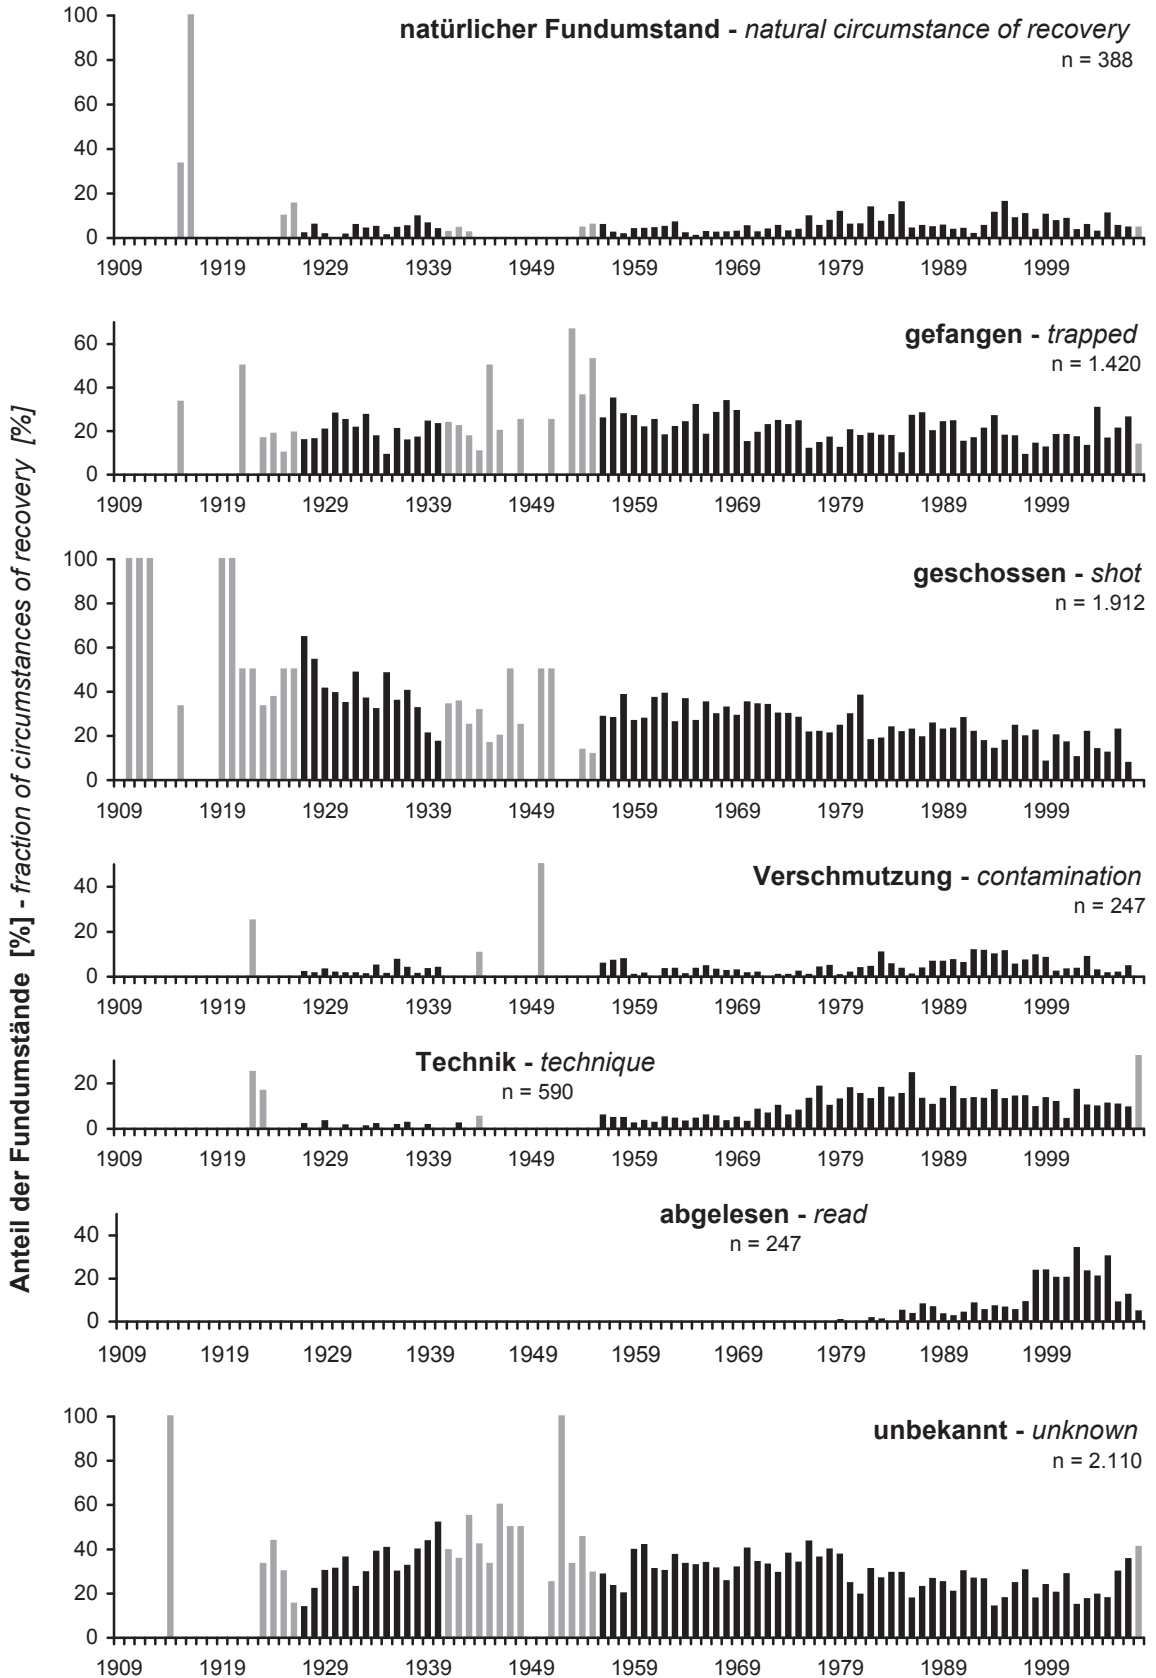 Anteil der Fundumstände [%] - fraction of circumstances of recovery [%]
natürlicher Fundumstand - natural circumstance of recovery
n = 388
100
80
60
40
20
0
1909 1919 1929 1939 1949 1959 1969 1979 1989 1999
gefangen - trapped
n = 1.420
60
40
20
0
1909 1919 1929 1939 1949 1959 1969 1979 1989 1999
geschossen - shot
n = 1.912
100
80
60
40
20
0
1909 1919 1929 1939 1949 1959 1969 1979 1989 1999
Verschmutzung - contamination
n = 247
40
20
0
1909 1919 1929 1939 1949 1959 1969 1979 1989 1999
Technik - technique
n = 590
20
0
1909 1919 1929 1939 1949 1959 1969 1979 1989 1999
abgelesen - read
n = 247
40
20
0
1909 1919 1929 1939 1949 1959 1969 1979 1989 1999
unbekannt - unknown
n = 2.110
100
80
60
40
20
0
1909 1919 1929 1939 1949 1959 1969 1979 1989 1999